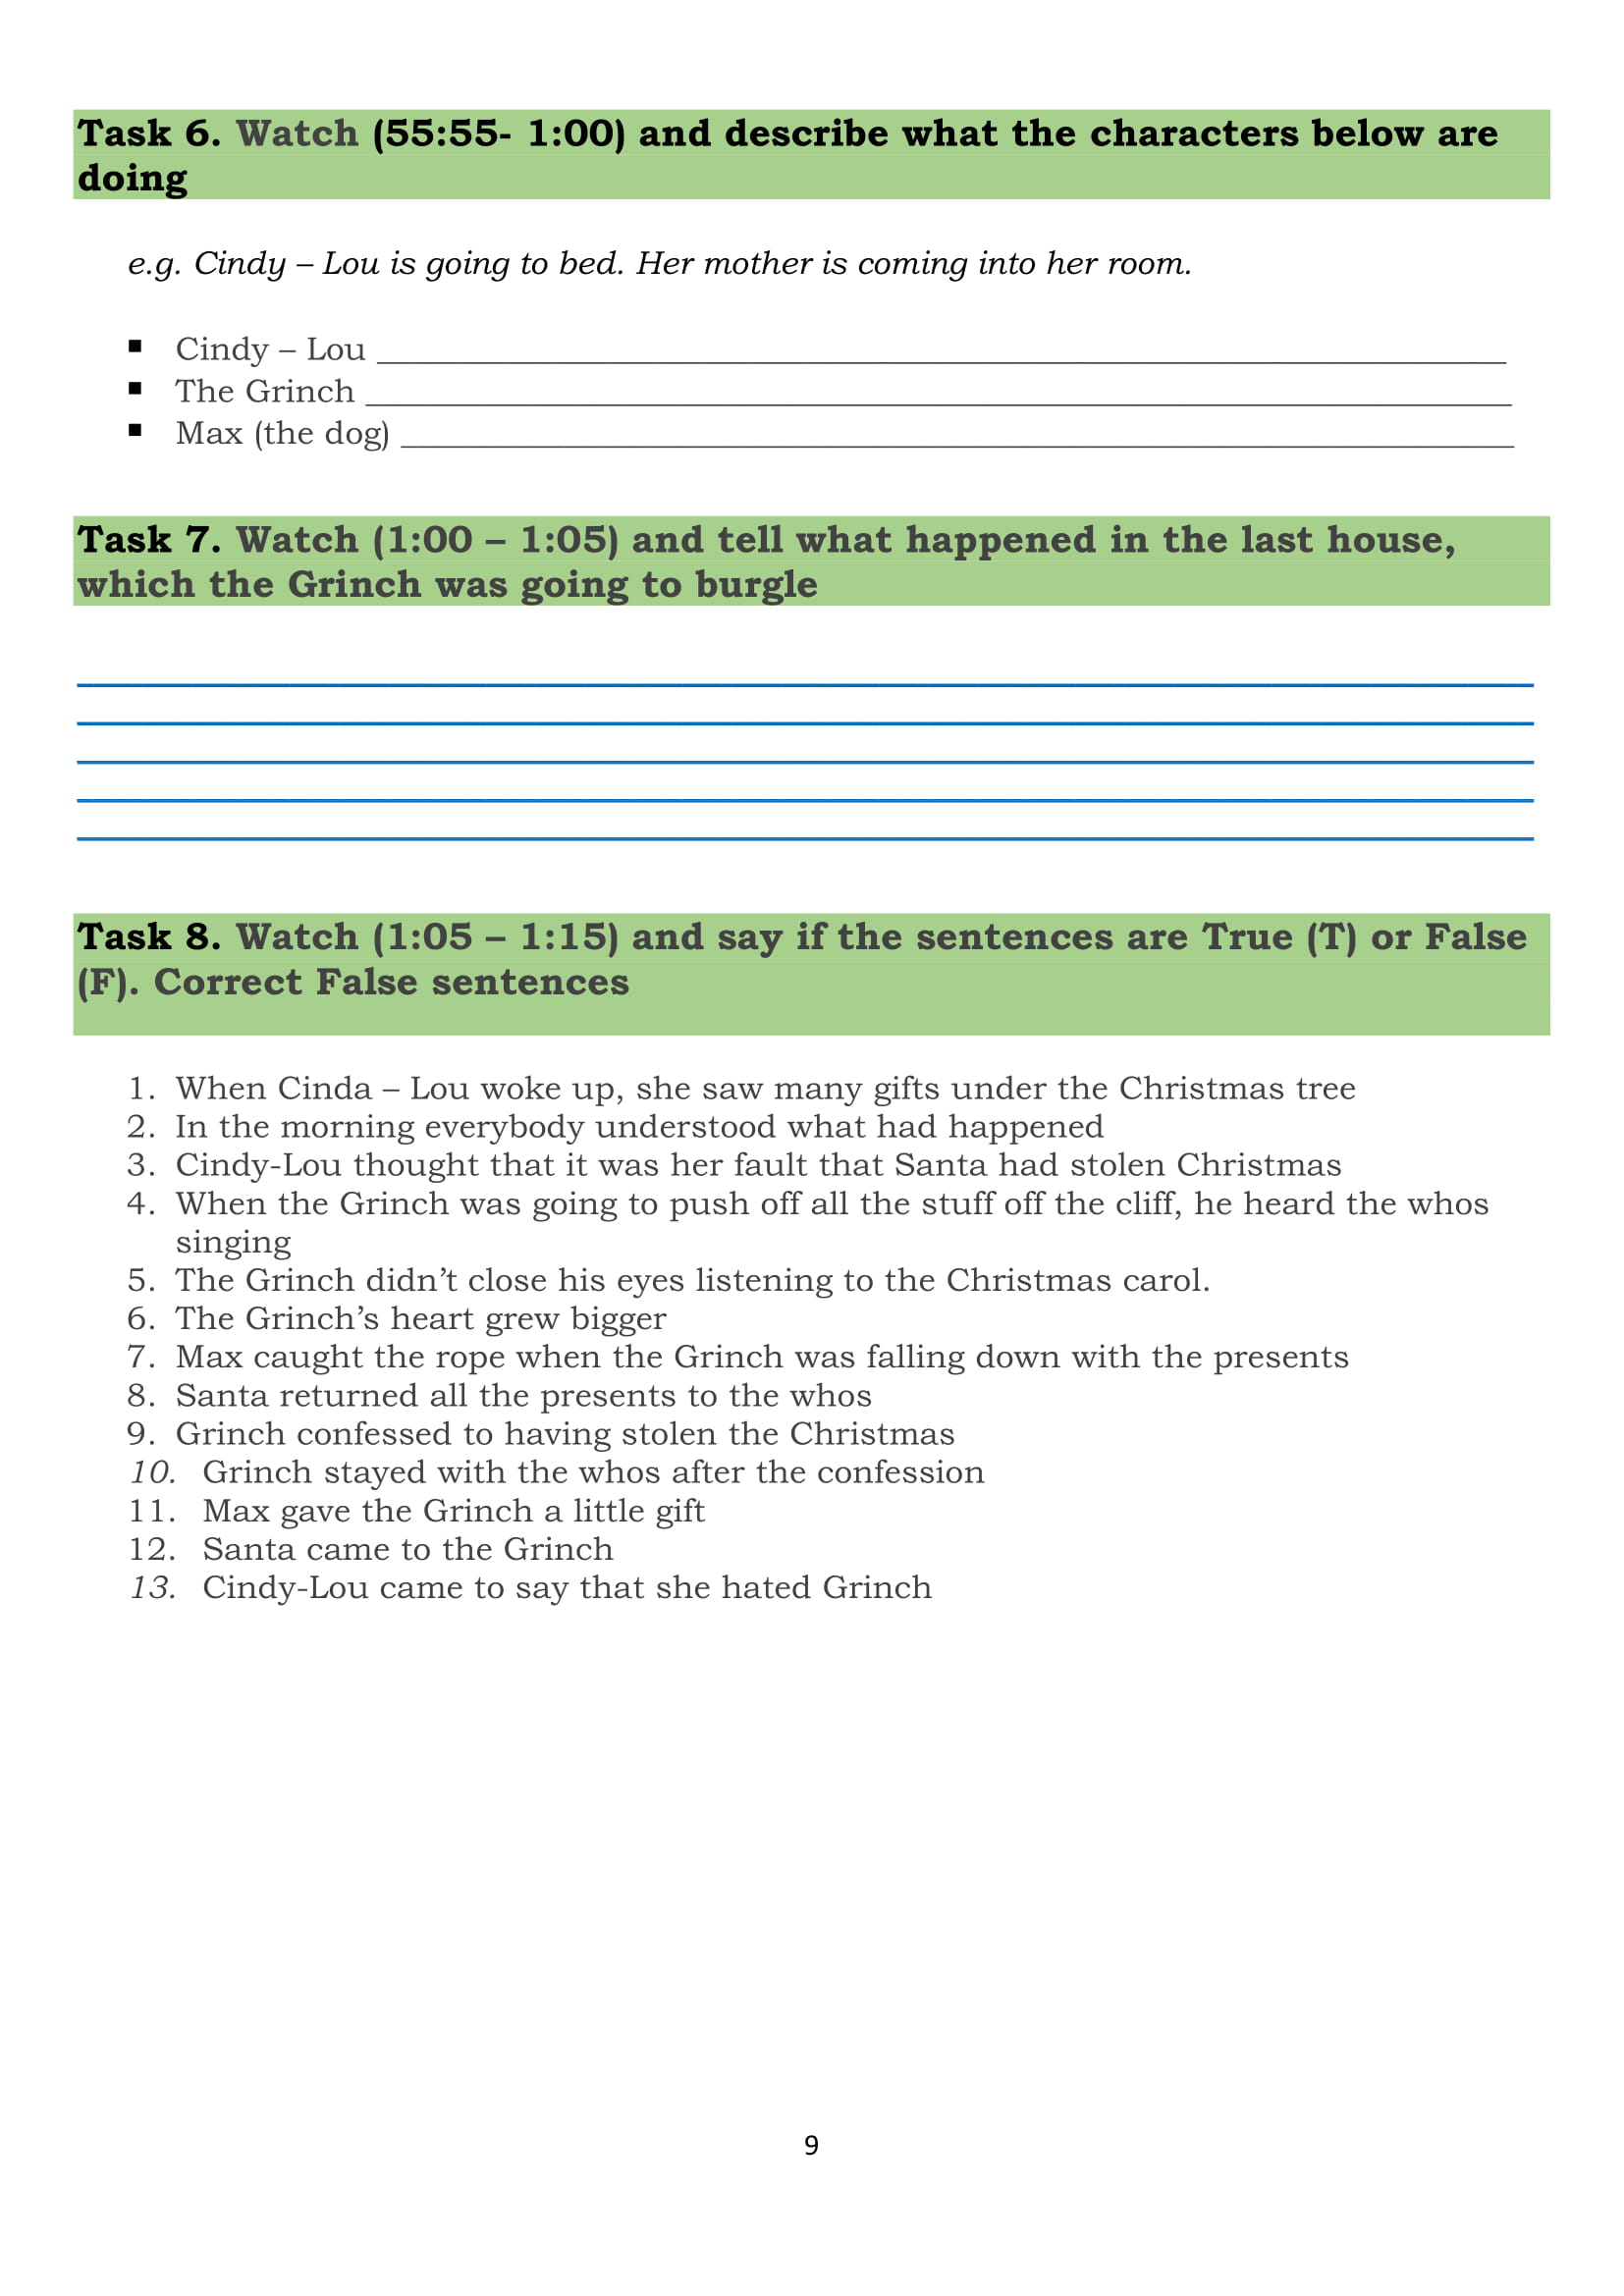 Task 6. Watch (55:55- 1:00) and describe what the characters below are
doing
e.g. Cindy – Lou is going to bed. Her mother is coming into her room.
▪ Cindy – Lou ____________________
▪ The Grinch ____________________
▪ Max (the dog) ____________________
Task 7. Watch (1:00 – 1:05) and tell what happened in the last house,
which the Grinch was going to burgle
Task 8. Watch (1:05 – 1:15) and say if the sentences are True (T) or False
(F). Correct False sentences
1. When Cinda – Lou woke up, she saw many gifts under the Christmas tree
2. In the morning everybody understood what had happened
3. Cindy-Lou thought that it was her fault that Santa had stolen Christmas
4. When the Grinch was going to push off all the stuff off the cliff, he heard the whos
singing
5. The Grinch didn’t close his eyes listening to the Christmas carol.
6. The Grinch’s heart grew bigger
7. Max caught the rope when the Grinch was falling down with the presents
8. Santa returned all the presents to the whos
9. Grinch confessed to having stolen the Christmas
10. Grinch stayed with the whos after the confession
11. Max gave the Grinch a little gift
12. Santa came to the Grinch
13. Cindy-Lou came to say that she hated Grinch
9